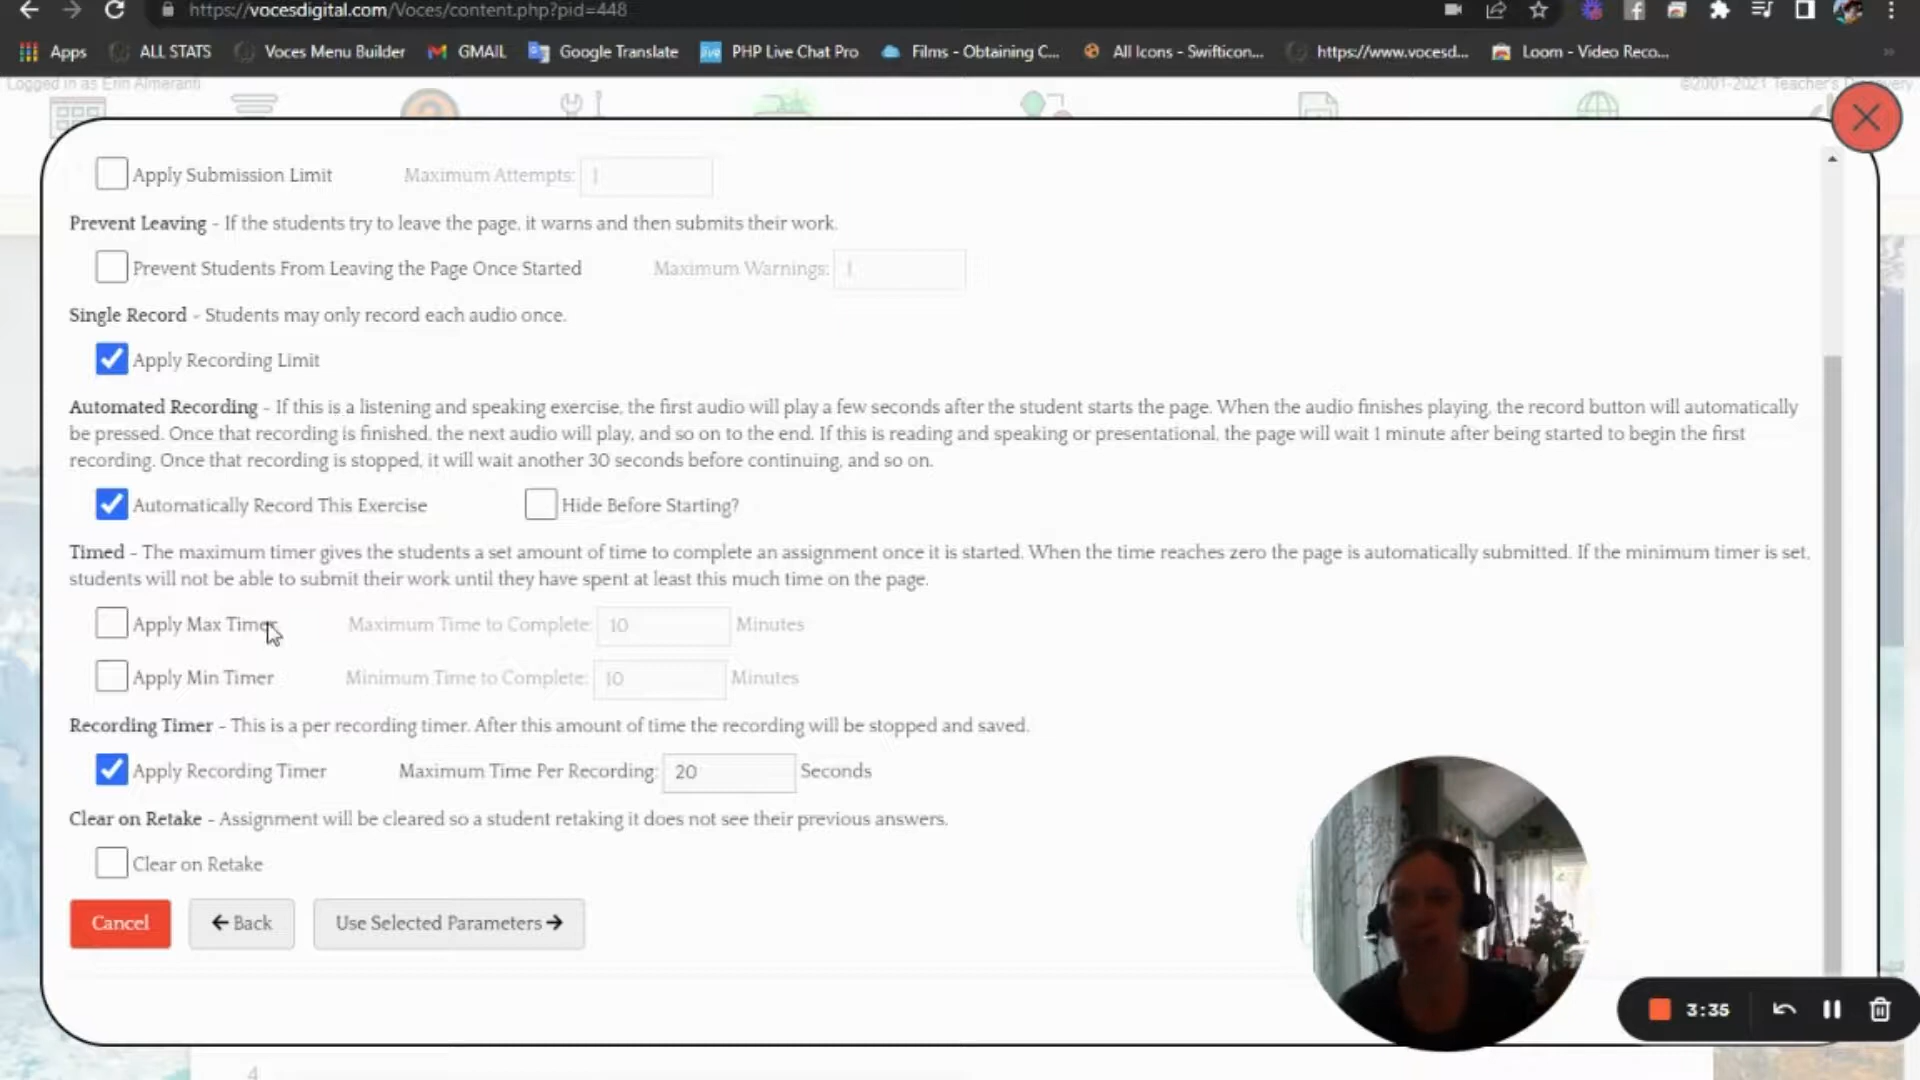 https://vocesdigital.com/Voces/content.php?pid=448
Apps ALL STATS Voces Menu Builder GMAIL Google Translate live PHP Live Chat Pro Films - Obtaining C... All Icons - Swifticon... https://www.vocesd... Loom - Video Reco... »
Logged in as Erin Almeranti ©2001-2021 Teacher's Discovery
Apply Submission Limit Maximum Attempts: 1
Prevent Leaving - If the students try to leave the page, it warns and then submits their work.
Prevent Students From Leaving the Page Once Started Maximum Warnings: 1
Single Record - Students may only record each audio once.
Apply Recording Limit
Automated Recording - If this is a listening and speaking exercise, the first audio will play a few seconds after the student starts the page. When the audio finishes playing, the record button will automatically
be pressed. Once that recording is finished, the next audio will play, and so on to the end. If this is reading and speaking or presentational, the page will wait 1 minute after being started to begin the first
recording. Once that recording is stopped, it will wait another 30 seconds before continuing, and so on.
Automatically Record This Exercise Hide Before Starting?
Timed - The maximum timer gives the students a set amount of time to complete an assignment once it is started. When the time reaches zero the page is automatically submitted. If the minimum timer is set,
students will not be able to submit their work until they have spent at least this much time on the page.
Apply Max Timer Maximum Time to Complete: 10 Minutes
Apply Min Timer Minimum Time to Complete: 10 Minutes
Recording Timer - This is a per recording timer. After this amount of time the recording will be stopped and saved.
Apply Recording Timer Maximum Time Per Recording: 20 Seconds
Clear on Retake - Assignment will be cleared so a student retaking it does not see their previous answers.
Clear on Retake
Cancel ← Back Use Selected Parameters →
3:35
4